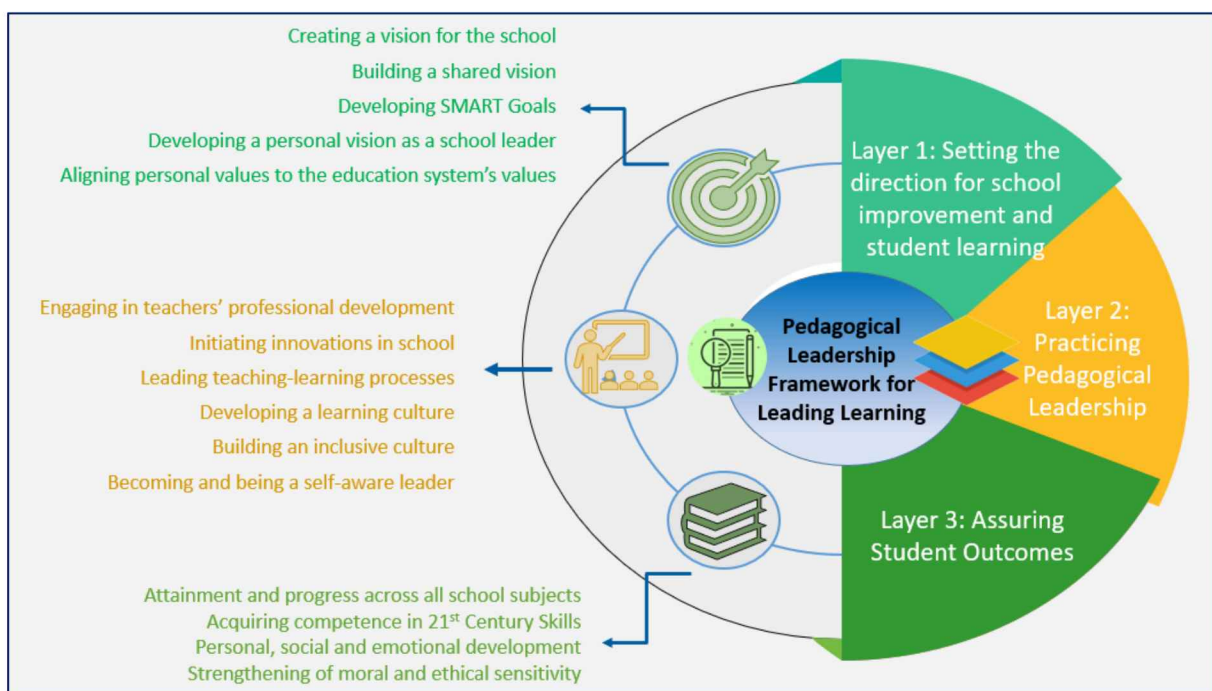 Creating a vision for the school
Building a shared vision
Developing SMART Goals
Developing a personal vision as a school leader
Aligning personal values to the education system's values
Engaging in teachers' professional development
Initiating innovations in school
Leading teaching-learning processes
Developing a learning culture
Building an inclusive culture
Becoming and being a self-aware leader
Attainment and progress across all school subjects
Acquiring competence in 21st Century Skills
Personal, social and emotional development
Strengthening of moral and ethical sensitivity
Pedagogical
Leadership
Framework for
Leading Learning
Layer 1: Setting the
direction for school
improvement and
student learning
Layer 2:
Practicing
Pedagogical
Leadership
Layer 3: Assuring
Student Outcomes